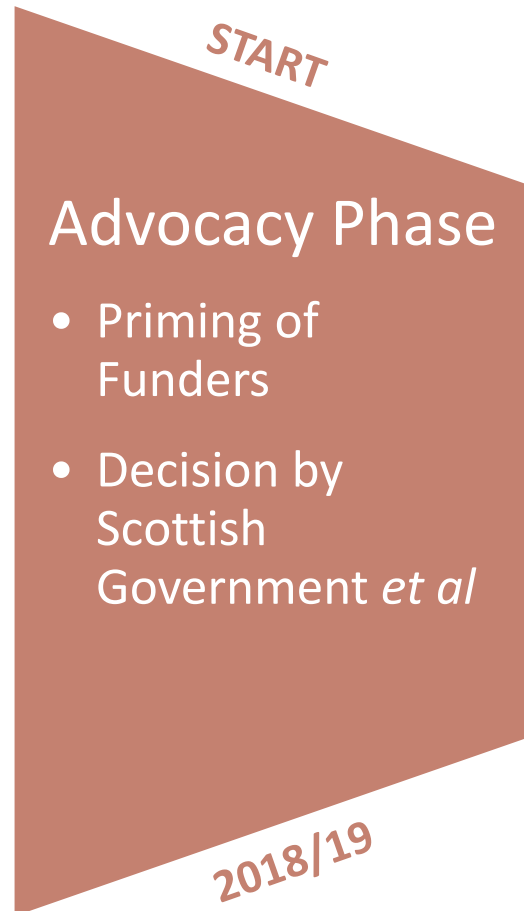 START
Advocacy Phase
• Priming of
Funders
• Decision by
Scottish
Government et al
2018/19